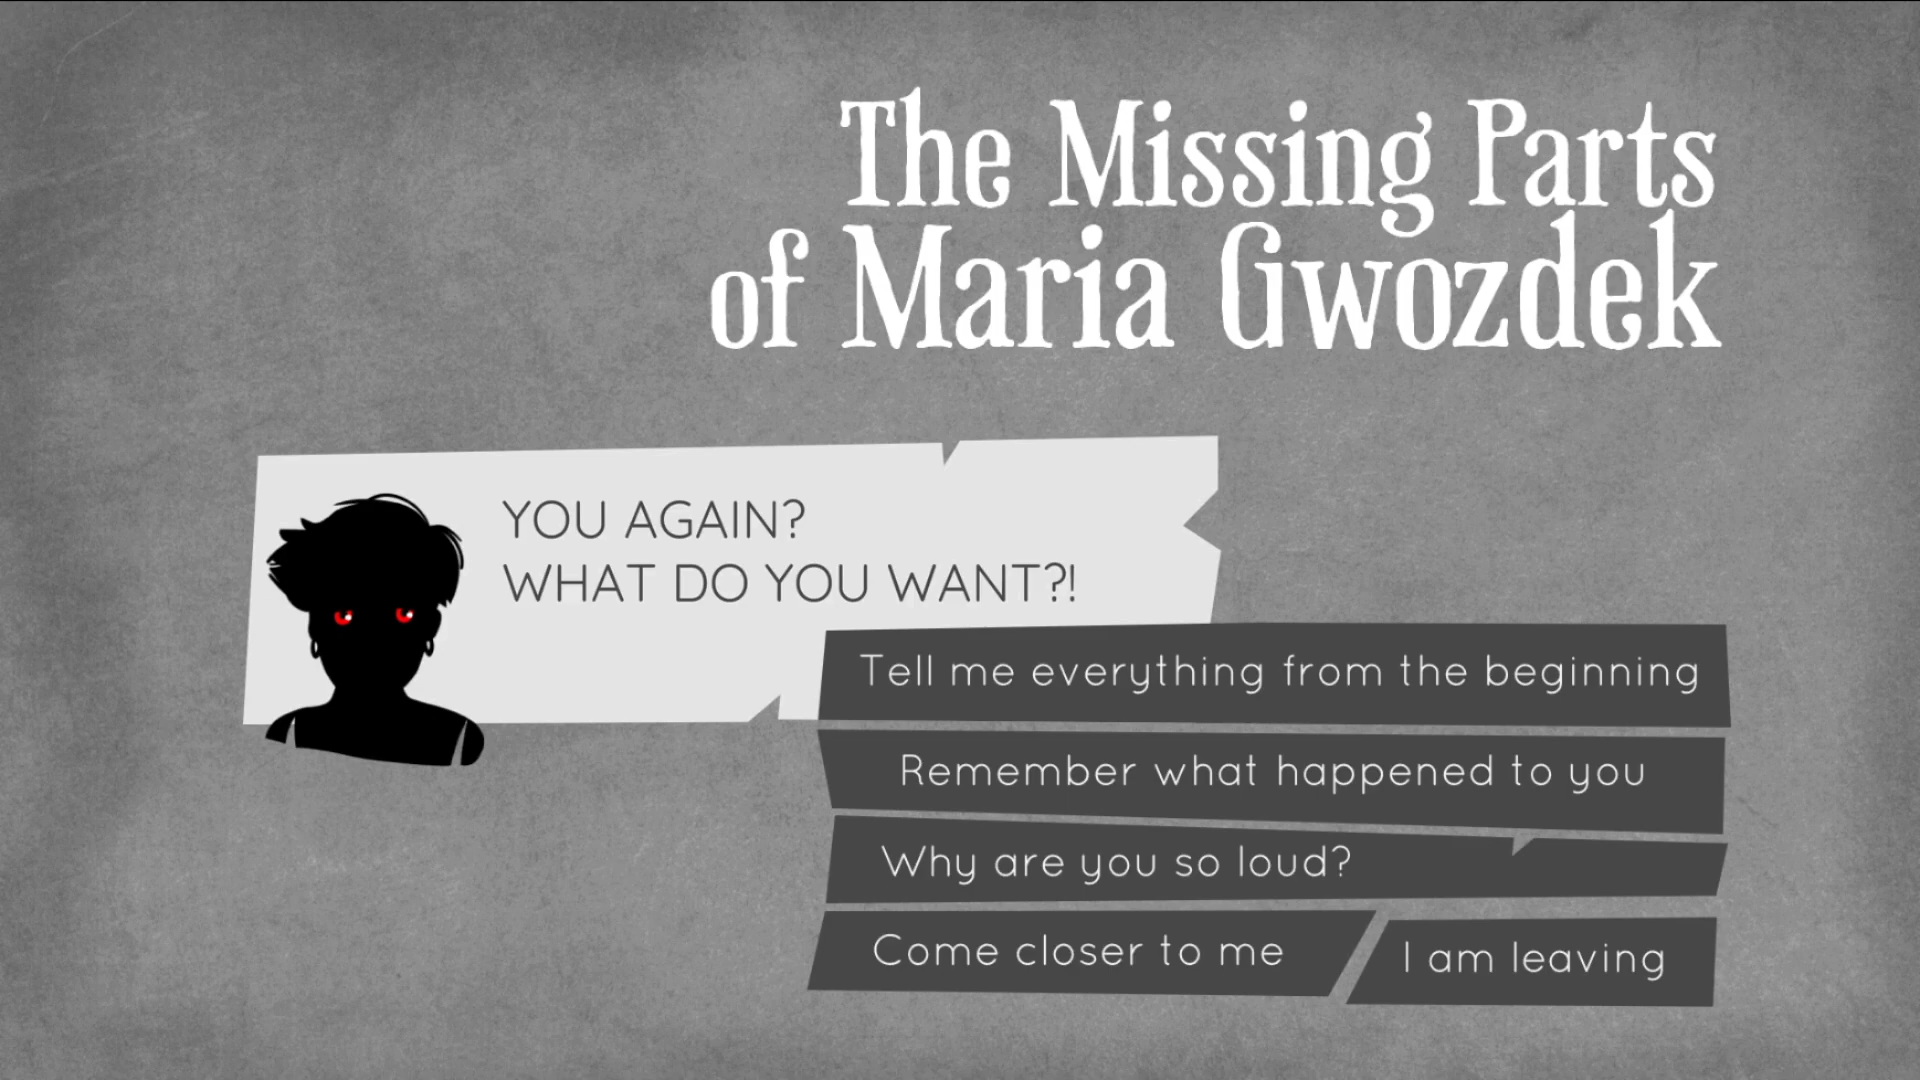 The Missing Parts
of Maria Gwozdek
YOU AGAIN?
WHAT DO YOU WANT?!
Tell me everything from the beginning
Remember what happened to you
Why are you so loud?
Come closer to me
I am leaving